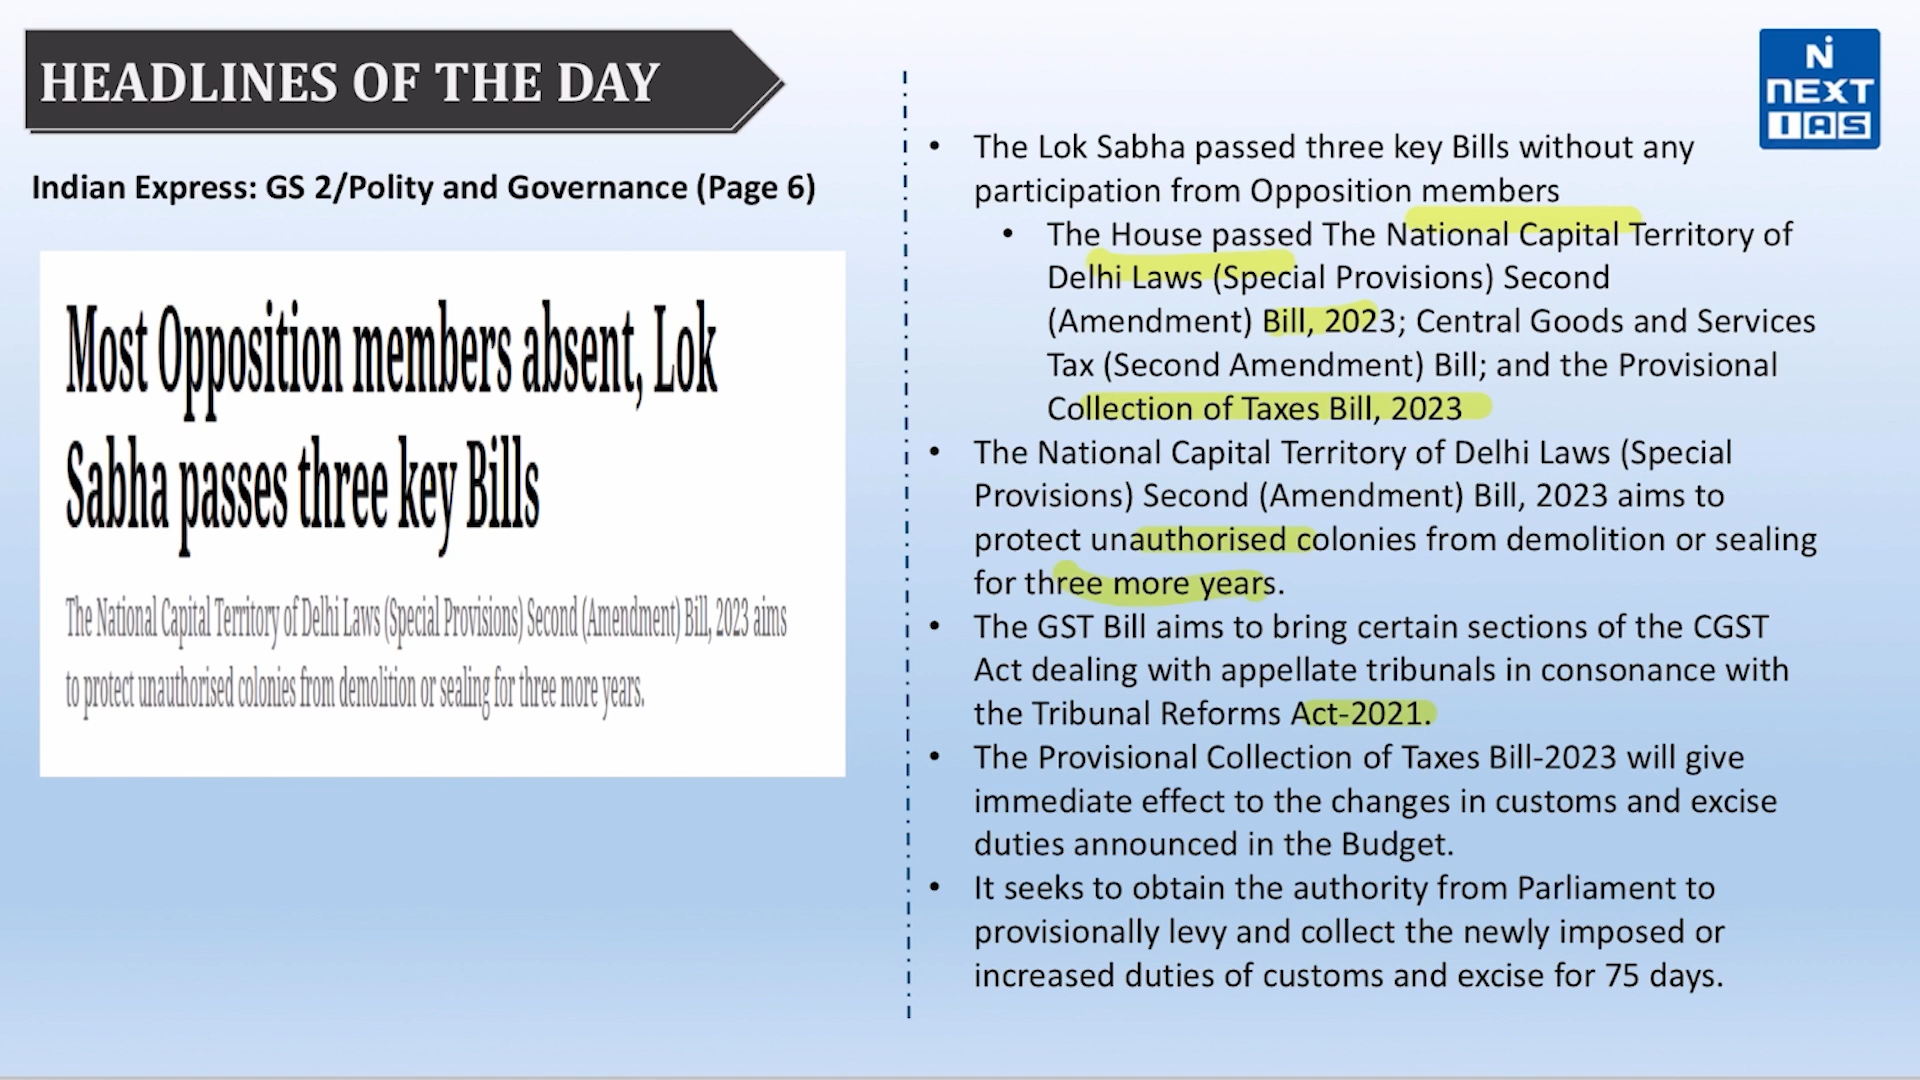 HEADLINES OF THE DAY
Indian Express: GS 2/Polity and Governance (Page 6)
Most Opposition members absent, Lok
Sabha passes three key Bills
The National Capital Territory of Delhi Laws (Special Provisions) Second (Amendment) Bill, 2023 aims
to protect unauthorised colonies from demolition or sealing for three more years.
N
NEXT
IAS
• The Lok Sabha passed three key Bills without any
participation from Opposition members
• The House passed The National Capital Territory of
Delhi Laws (Special Provisions) Second
(Amendment) Bill, 2023; Central Goods and Services
Tax (Second Amendment) Bill; and the Provisional
Collection of Taxes Bill, 2023
• The National Capital Territory of Delhi Laws (Special
Provisions) Second (Amendment) Bill, 2023 aims to
protect unauthorised colonies from demolition or sealing
for three more years.
• The GST Bill aims to bring certain sections of the CGST
Act dealing with appellate tribunals in consonance with
the Tribunal Reforms Act-2021.
• The Provisional Collection of Taxes Bill-2023 will give
immediate effect to the changes in customs and excise
duties announced in the Budget.
• It seeks to obtain the authority from Parliament to
provisionally levy and collect the newly imposed or
increased duties of customs and excise for 75 days.